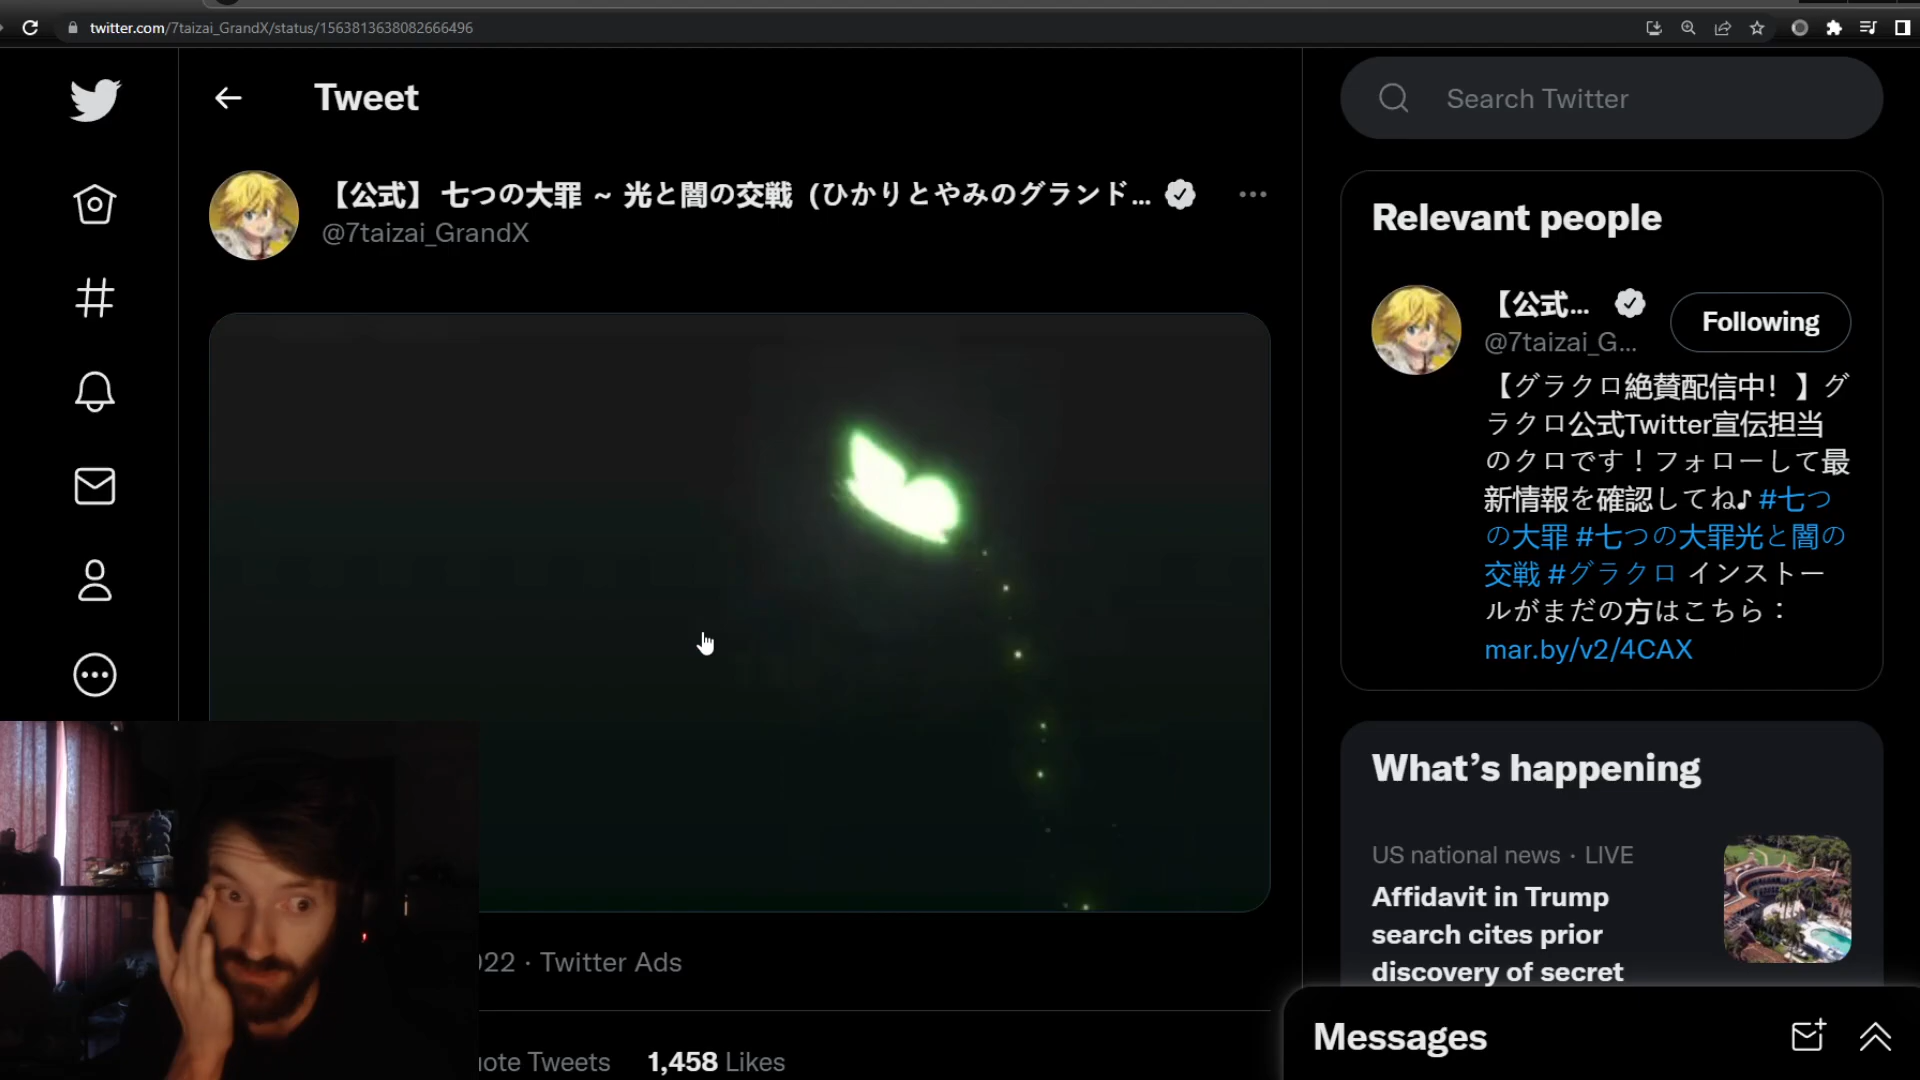 twitter.com/7taizai_GrandX/status/1563813638082666496
Tweet
【公式】 七つの大罪 ~ 光と闇の交戦（ひかりとやみのグランド...
@7taizai_GrandX
022 · Twitter Ads
uote Tweets 1,458 Likes
Search Twitter
Relevant people
【公式...
Following
@7taizai_G...
【グラクロ絶賛配信中！】グ
ラクロ公式Twitter宣伝担当
のクロです！フォローして最
新情報を確認してね♪ #七つ
の大罪 #七つの大罪光と闇の
交戦 #グラクロ インストー
ルがまだの方はこちら：
mar.by/v2/4CAX
What's happening
US national news · LIVE
Affidavit in Trump
search cites prior
discovery of secret
Messages